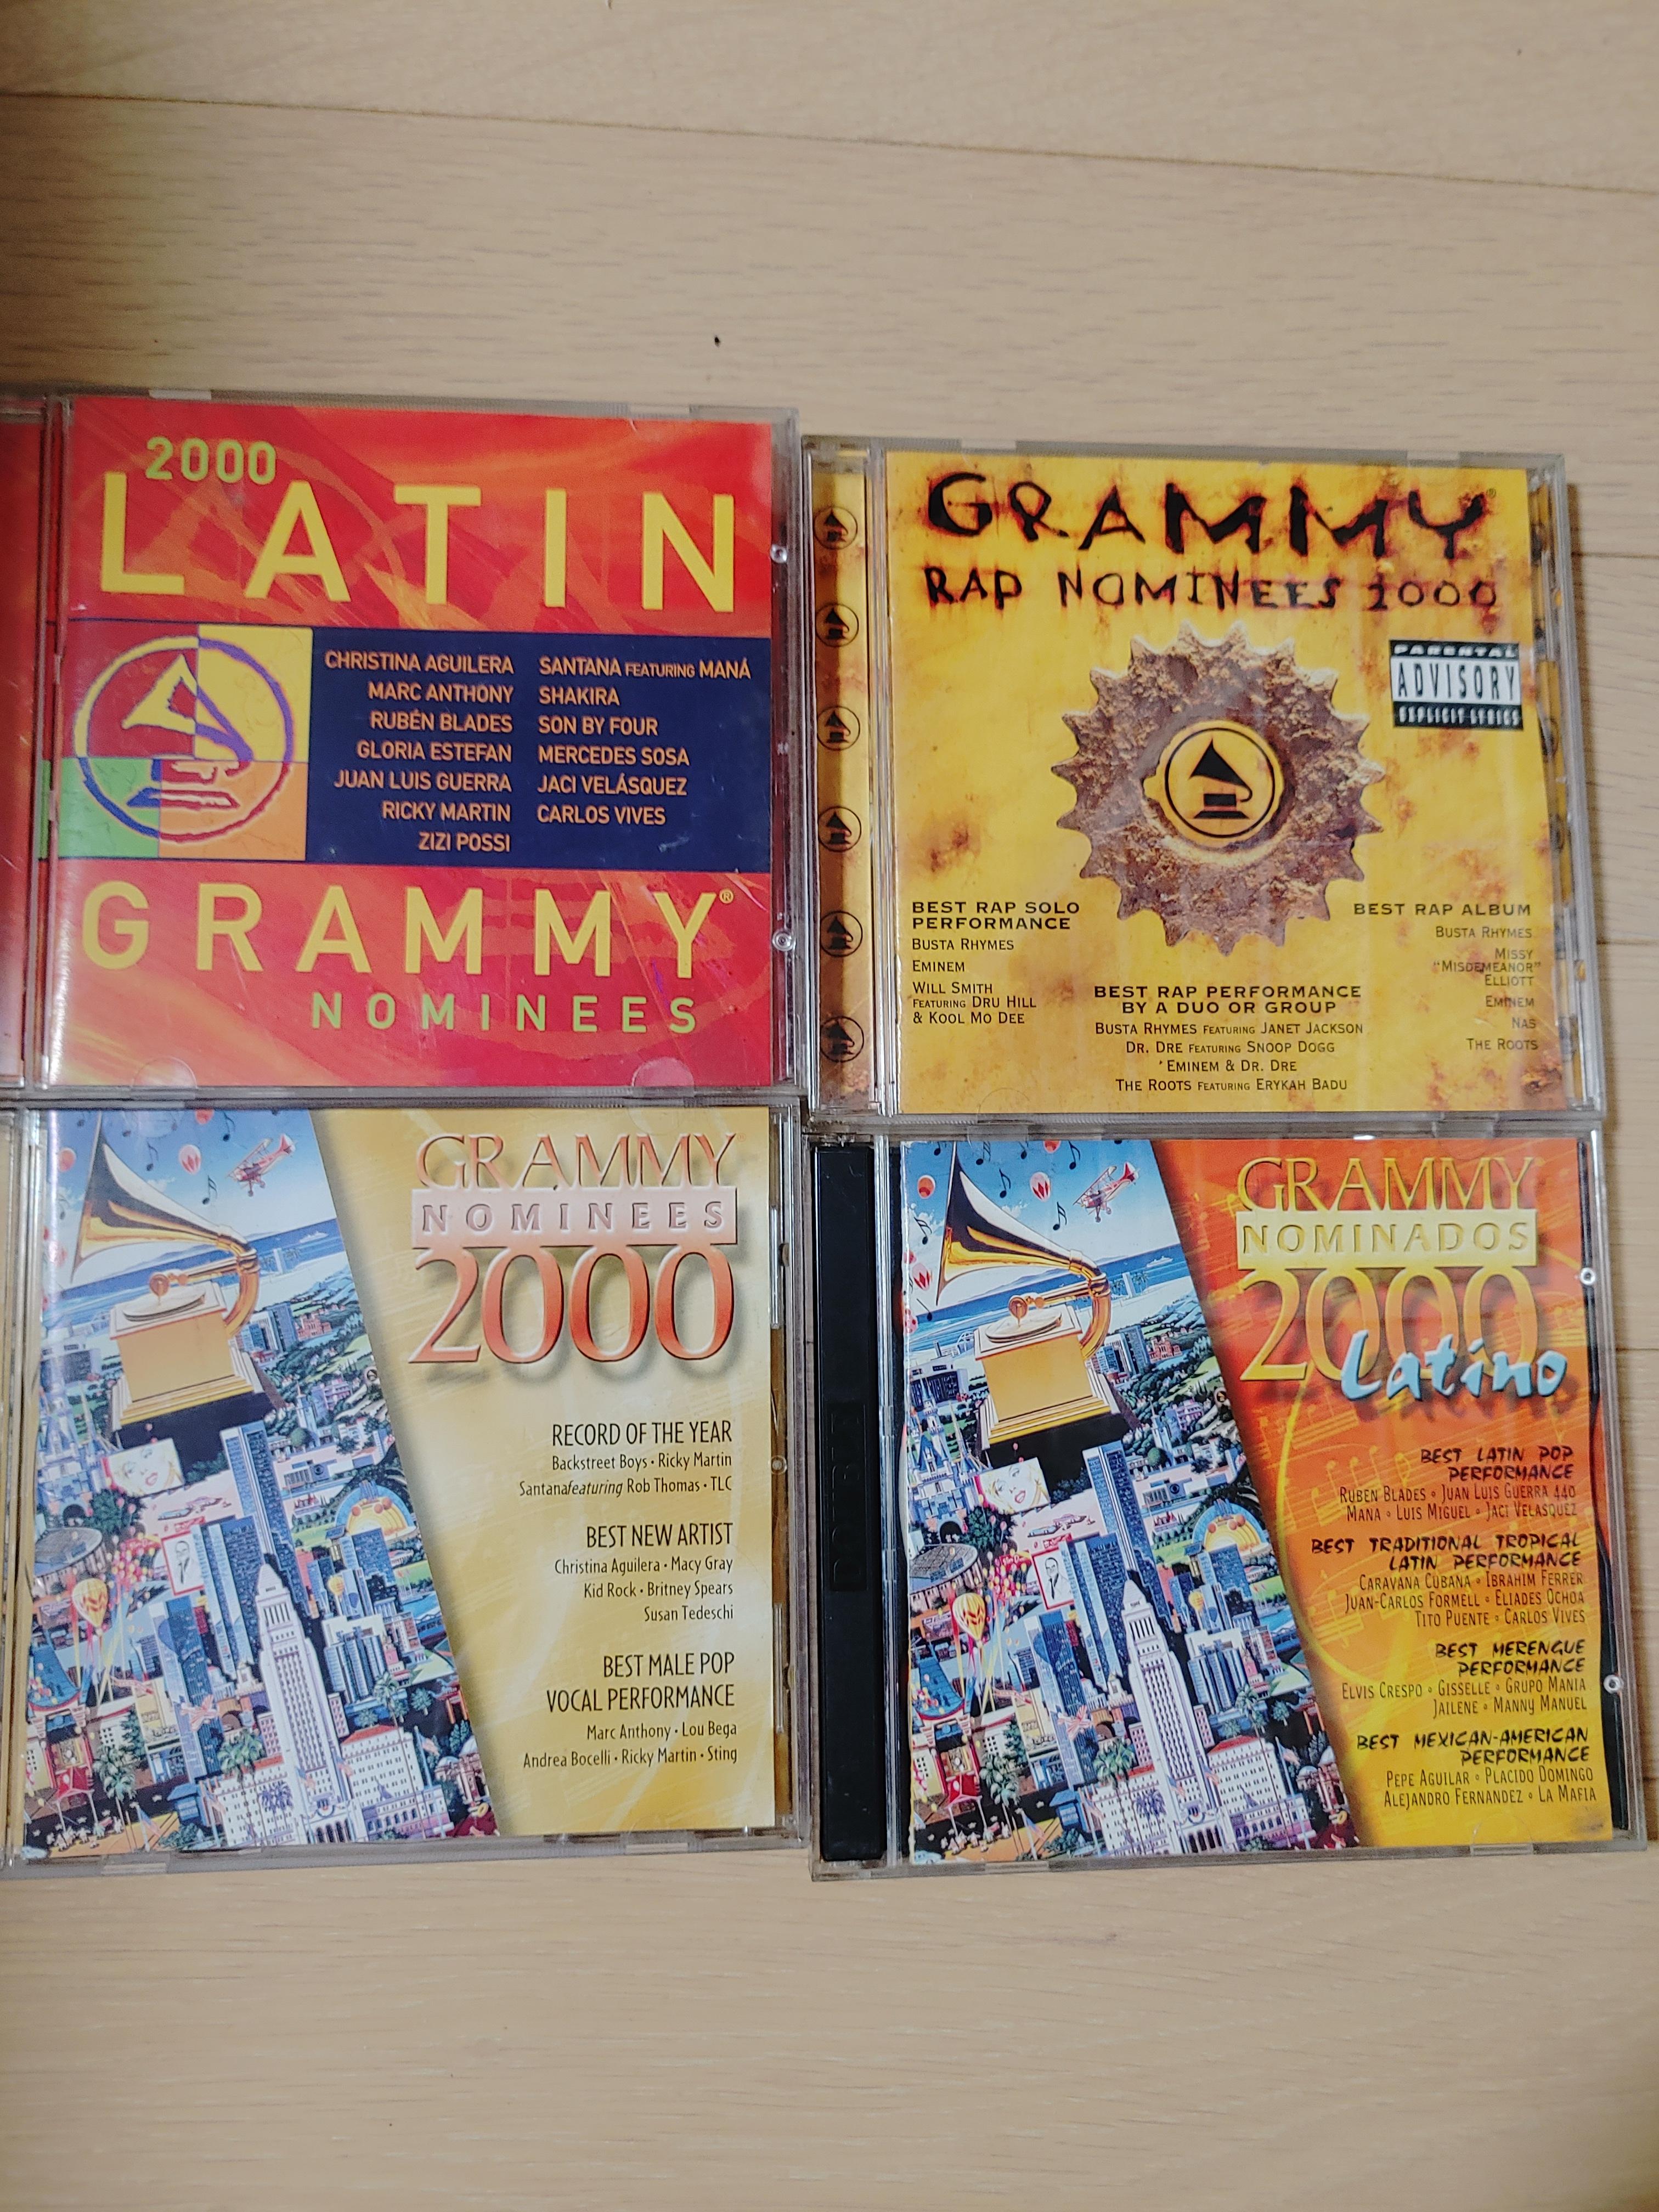 2000
LATIN
CHRISTINA AGUILERA
MARC ANTHONY
RUBÉN BLADES
GLORIA ESTEFAN
JUAN LUIS GUERRA
RICKY MARTIN
ZIZI POSSI
SANTANA FEATURING MANÁ
SHAKIRA
SON BY FOUR
MERCEDES SOSA
JACI VELÁSQUEZ
CARLOS VIVES
GRAMMY®
NOMINEES
GRAMMY®
RAP NOMINEES 2000
PARENTAL
ADVISORY
EXPLICIT LYRICS
BEST RAP SOLO
PERFORMANCE
BUSTA RHYMES
EMINEM
WILL SMITH
FEATURING DRU HILL
& KOOL MO DEE
BEST RAP PERFORMANCE
BY A DUO OR GROUP
BUSTA RHYMES FEATURING JANET JACKSON
DR. DRE FEATURING SNOOP DOGG
EMINEM & DR. DRE
THE ROOTS FEATURING ERYKAH BADU
BEST RAP ALBUM
BUSTA RHYMES
MISSY
"MISDEMEANOR"
ELLIOTT
EMINEM
NAS
THE ROOTS
GRAMMY
NOMINEES
2000
RECORD OF THE YEAR
Backstreet Boys • Ricky Martin
Santana featuring Rob Thomas • TLC
BEST NEW ARTIST
Christina Aguilera • Macy Gray
Kid Rock • Britney Spears
Susan Tedeschi
BEST MALE POP
VOCAL PERFORMANCE
Marc Anthony • Lou Bega
Andrea Bocelli • Ricky Martin • Sting
GRAMMY
NOMINADOS
2000
Latino
BEST LATIN POP
PERFORMANCE
RUBEN BLADES • JUAN LUIS GUERRA 440
MANA • LUIS MIGUEL • JACI VELASQUEZ
BEST TRADITIONAL TROPICAL
LATIN PERFORMANCE
CARAVANA CUBANA • IBRAHIM FERRER
JUAN-CARLOS FORMELL • ELIADES OCHOA
TITO PUENTE • CARLOS VIVES
BEST MERENGUE
PERFORMANCE
ELVIS CRESPO • GISSELLE • GRUPO MANIA
JAILENE • MANNY MANUEL
BEST MEXICAN-AMERICAN
PERFORMANCE
PEPE AGUILAR • PLACIDO DOMINGO
ALEJANDRO FERNANDEZ • LA MAFIA